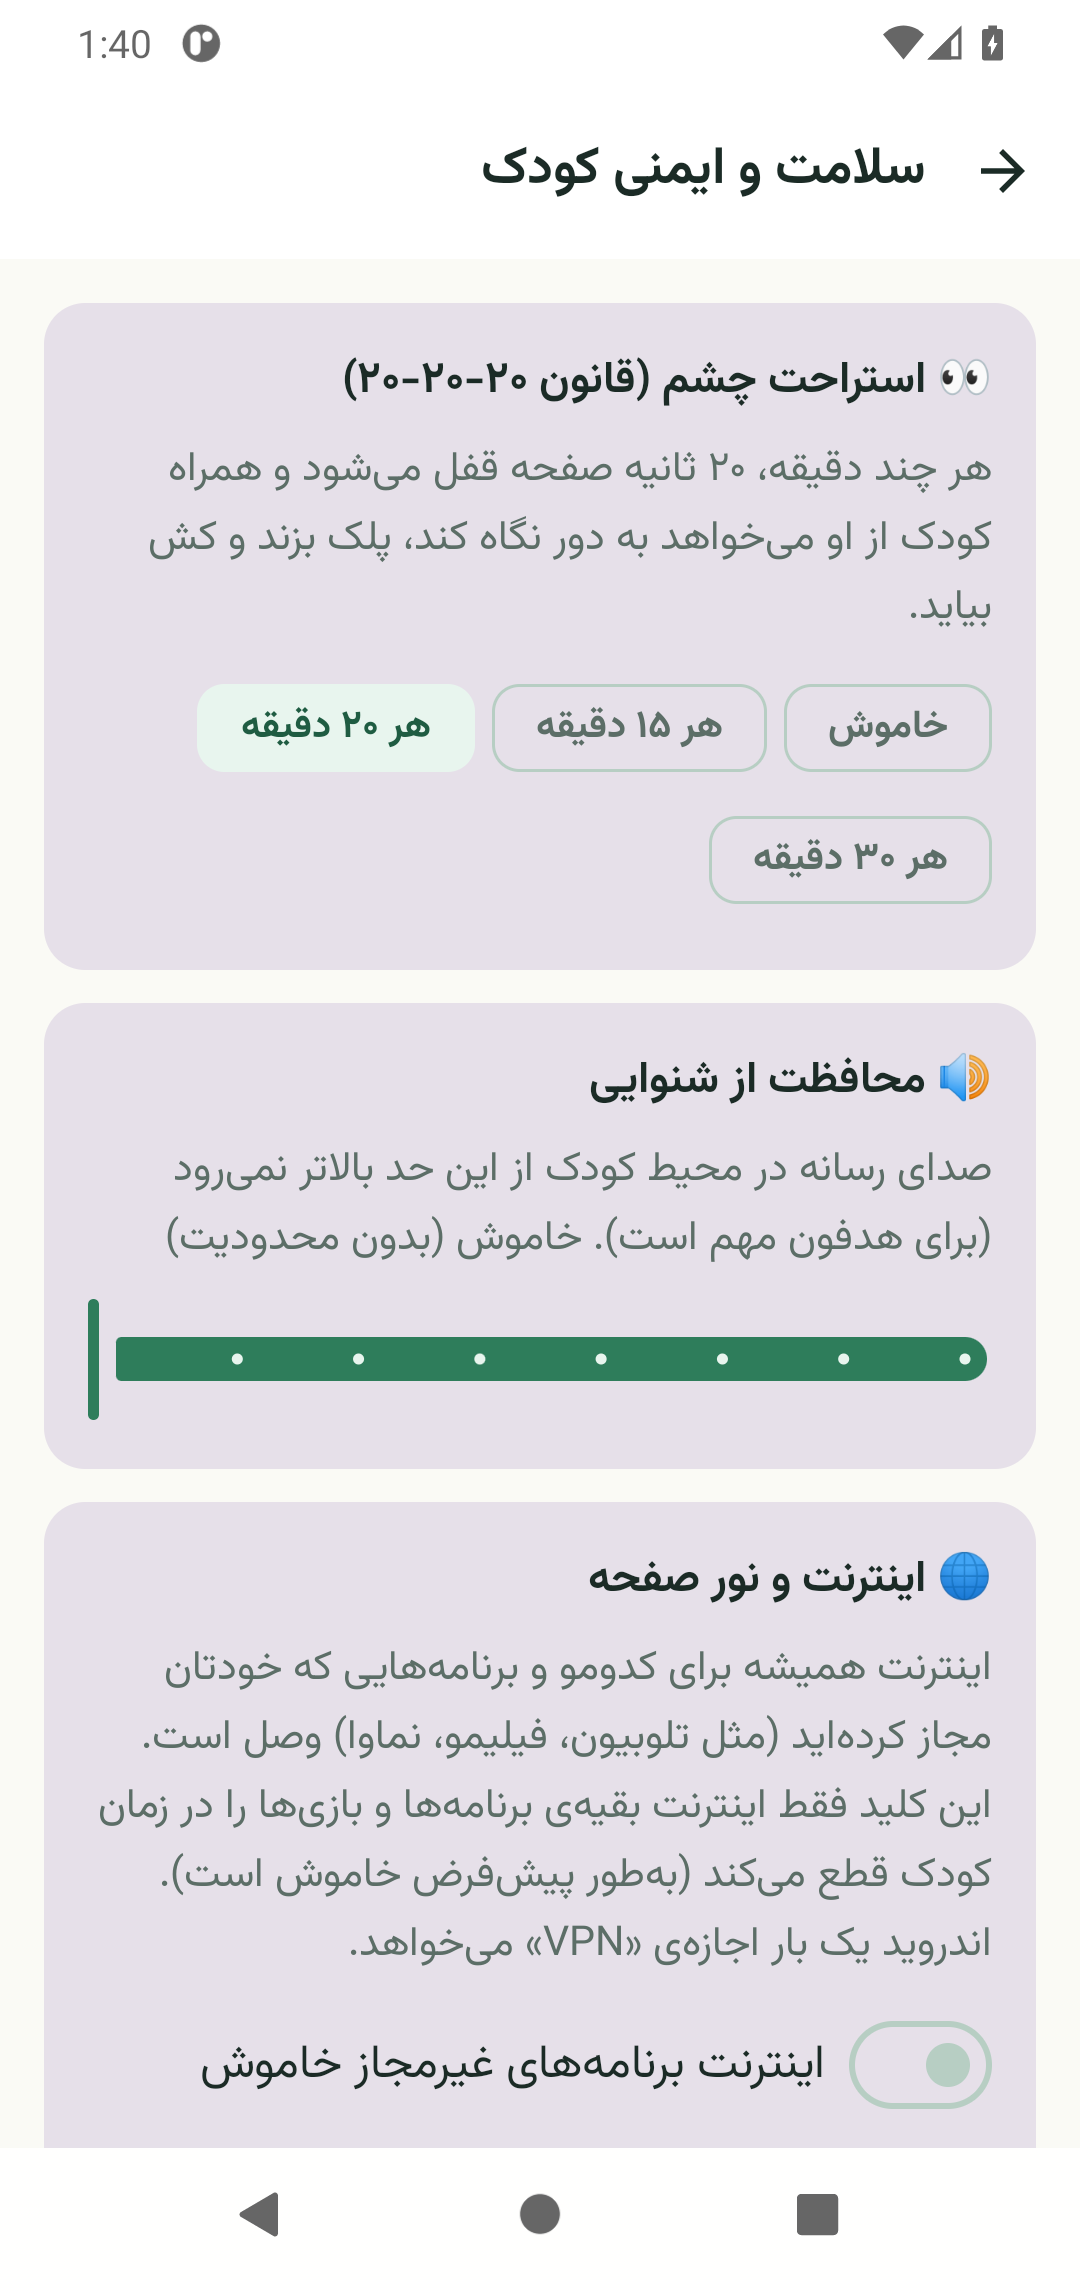 1:40
سلامت و ایمنی کودک
👀 استراحت چشم (قانون ۲۰-۲۰-۲۰)
هر چند دقیقه، ۲۰ ثانیه صفحه قفل می‌شود و همراه
کودک از او می‌خواهد به دور نگاه کند، پلک بزند و کش
بیاید.
خاموش
هر ۱۵ دقیقه
هر ۲۰ دقیقه
هر ۳۰ دقیقه
🔊 محافظت از شنوایی
صدای رسانه در محیط کودک از این حد بالاتر نمی‌رود
(برای هدفون مهم است). خاموش (بدون محدودیت)
🌐 اینترنت و نور صفحه
اینترنت همیشه برای کدومو و برنامه‌هایی که خودتان
مجاز کرده‌اید (مثل تلوبیون، فیلیمو، نماوا) وصل است.
این کلید فقط اینترنت بقیه‌ی برنامه‌ها و بازی‌ها را در زمان
کودک قطع می‌کند (به‌طور پیش‌فرض خاموش است).
اندروید یک بار اجازه‌ی «VPN» می‌خواهد.
اینترنت برنامه‌های غیرمجاز خاموش